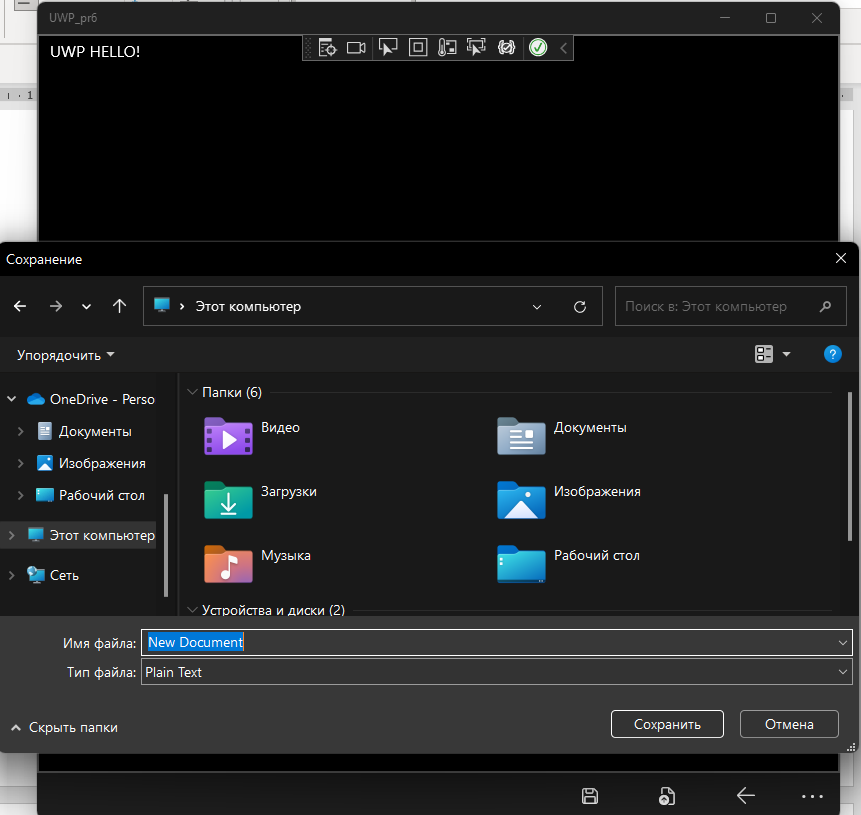 UWP_pr6
UWP HELLO!
1
Сохранение
Этот компьютер
Поиск в: Этот компьютер
Упорядочить
?
OneDrive - Perso
Документы
Изображения
Рабочий стол
Этот компьютер
Сеть
Папки (6)
Видео
Документы
Загрузки
Изображения
Музыка
Рабочий стол
Устройства и диски (2)
Имя файла: New Document
Тип файла: Plain Text
Скрыть папки
Сохранить
Отмена